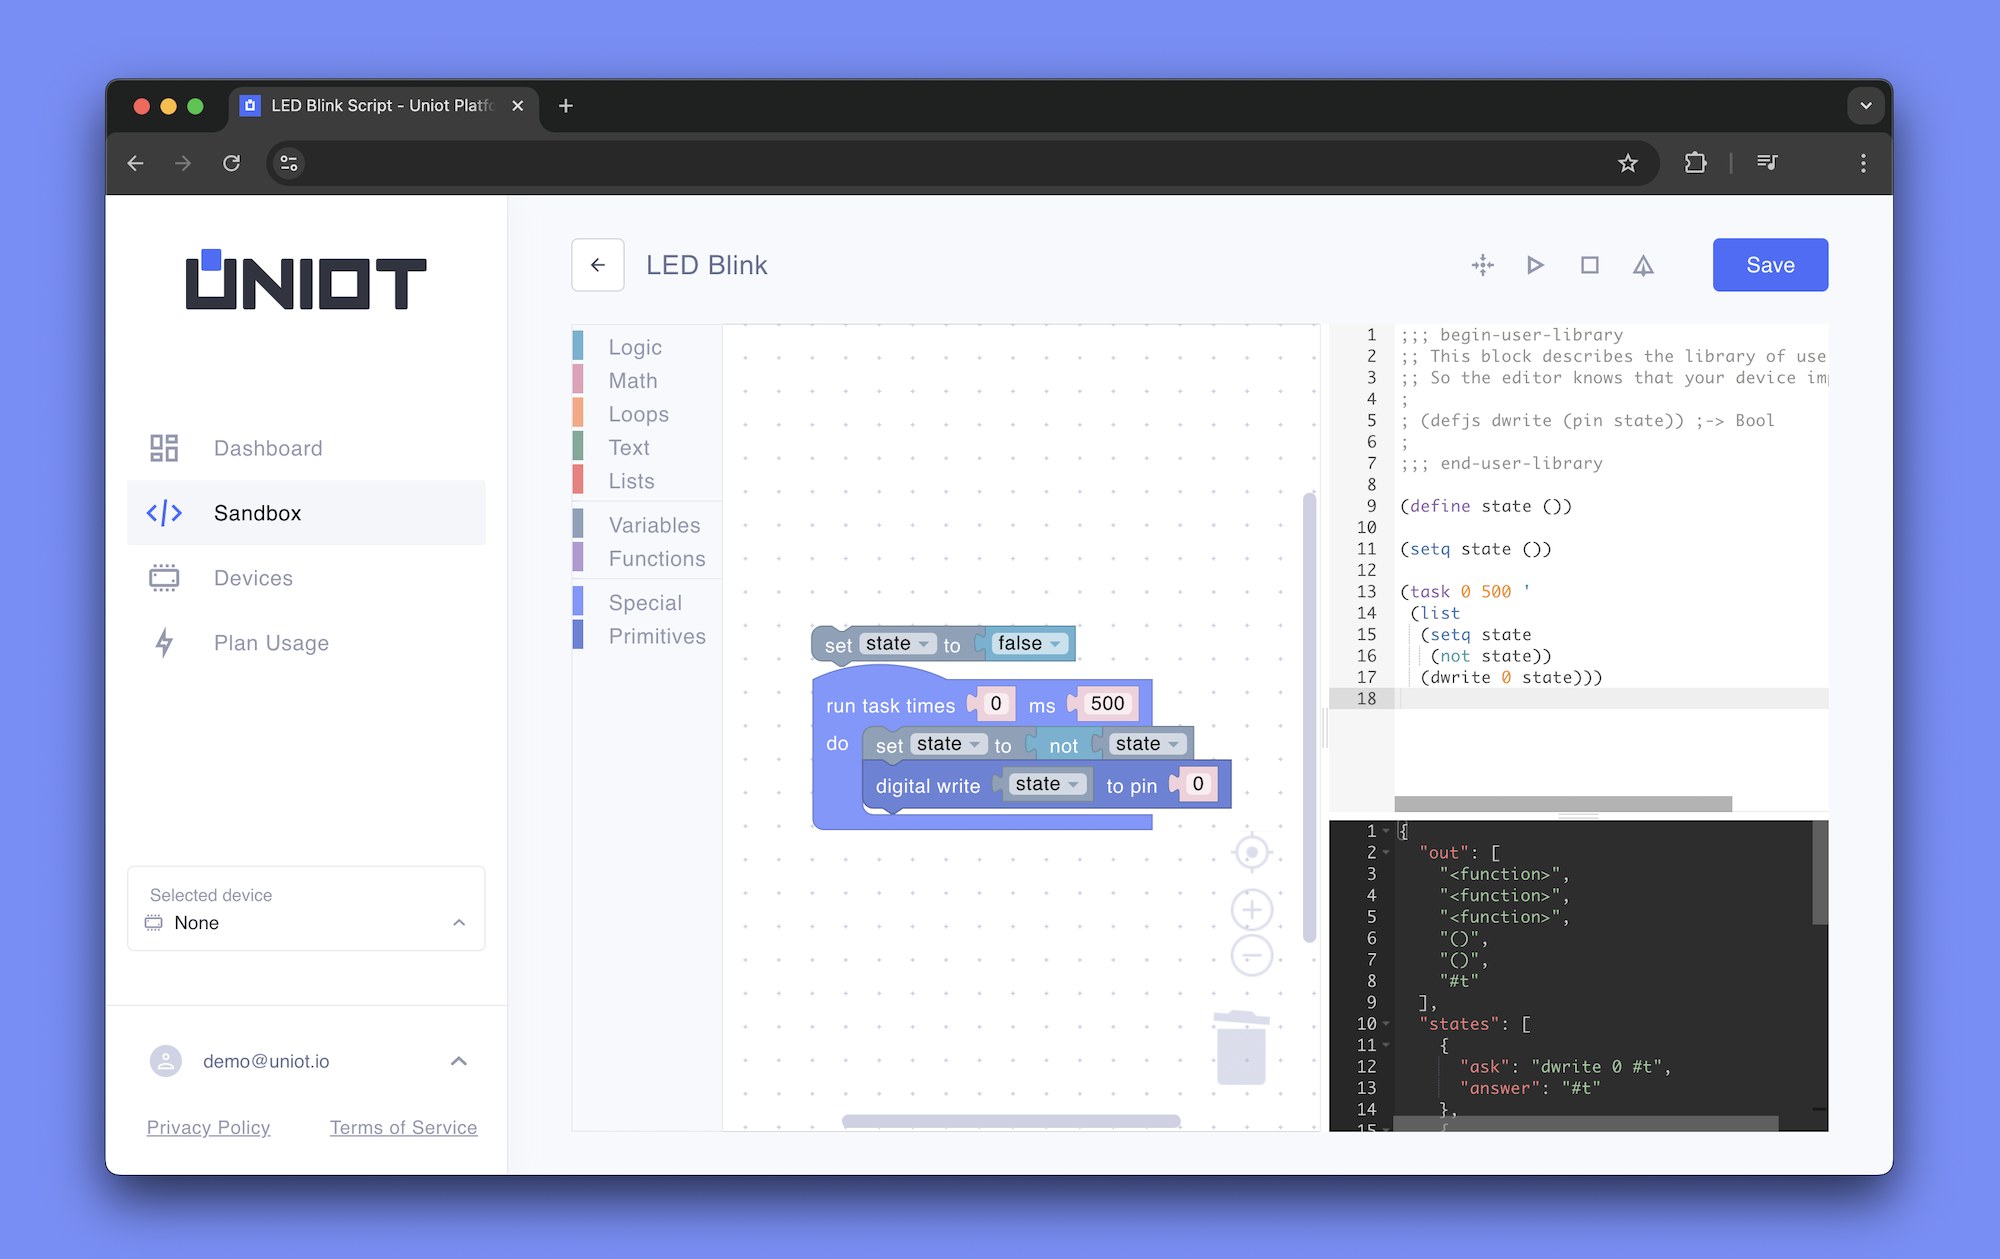 LED Blink Script - Uniot Platfo
UNIOT
Dashboard
Sandbox
Devices
Plan Usage
Selected device
None
demo@uniot.io
Privacy Policy
Terms of Service
LED Blink
Save
Logic
Math
Loops
Text
Lists
Variables
Functions
Special
Primitives
set state to false
run task times 0 ms 500
do set state to not state
digital write state to pin 0
1 ;;; begin-user-library
2 ;; This block describes the library of use
3 ;; So the editor knows that your device imp
4 ;
5 ; (defjs dwrite (pin state)) ;-> Bool
6 ;
7 ;;; end-user-library
8
9 (define state ())
10
11 (setq state ())
12
13 (task 0 500 '
14 (list
15 (setq state
16 (not state))
17 (dwrite 0 state)))
18
1 {
2 "out": [
3 "<function>",
4 "<function>",
5 "<function>",
6 "()",
7 "()",
8 "#t"
9 ],
10 "states": [
11 {
12 "ask": "dwrite 0 #t",
13 "answer": "#t"
14 },
15 {